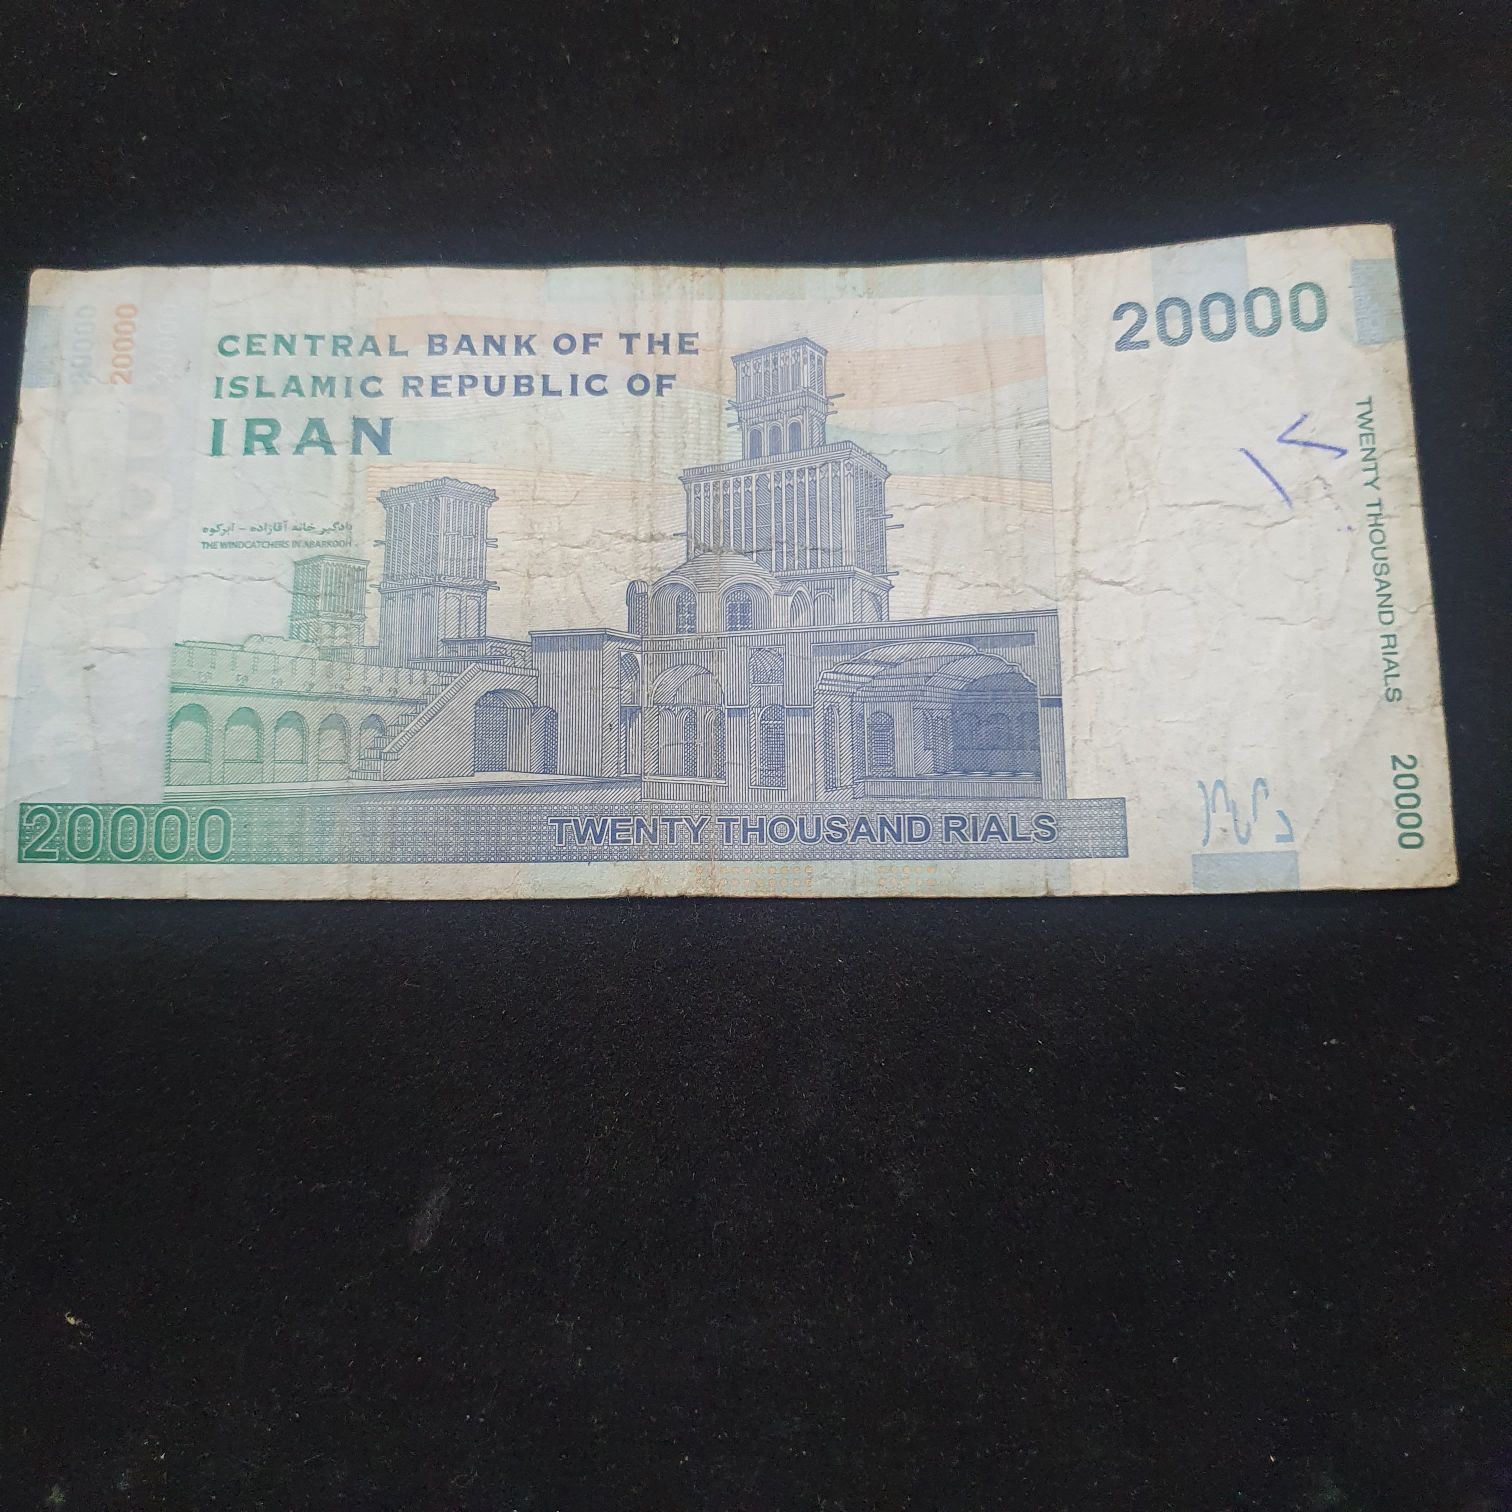 20000
20000
CENTRAL BANK OF THE
ISLAMIC REPUBLIC OF
IRAN
20000
بادگیر خانه آقازاده - ابرکوه
THE WINDCATCHERS IN ABARKOOH
TWENTY THOUSAND RIALS
20000
20000
TWENTY THOUSAND RIALS